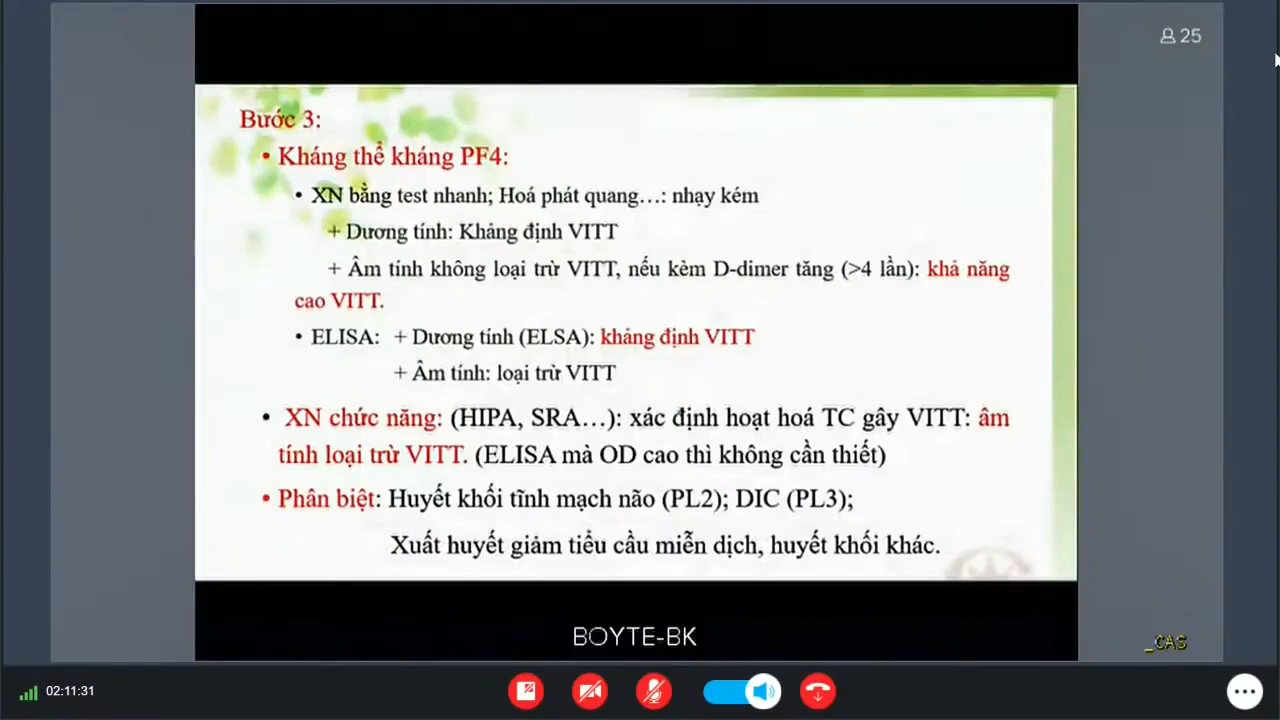 25
Bước 3:
• Kháng thể kháng PF4:
• XN bằng test nhanh; Hoá phát quang…: nhạy kém
+ Dương tính: Khảng định VITT
+ Âm tính không loại trừ VITT, nếu kèm D-dimer tăng (>4 lần): khả năng
cao VITT.
• ELISA: + Dương tính (ELSA): khảng định VITT
+ Âm tính: loại trừ VITT
• XN chức năng: (HIPA, SRA…): xác định hoạt hoá TC gây VITT: âm
tính loại trừ VITT. (ELISA mà OD cao thì không cần thiết)
• Phân biệt: Huyết khối tĩnh mạch não (PL2); DIC (PL3);
Xuất huyết giảm tiểu cầu miễn dịch, huyết khối khác.
BOYTE-BK
_CAS
02:11:31